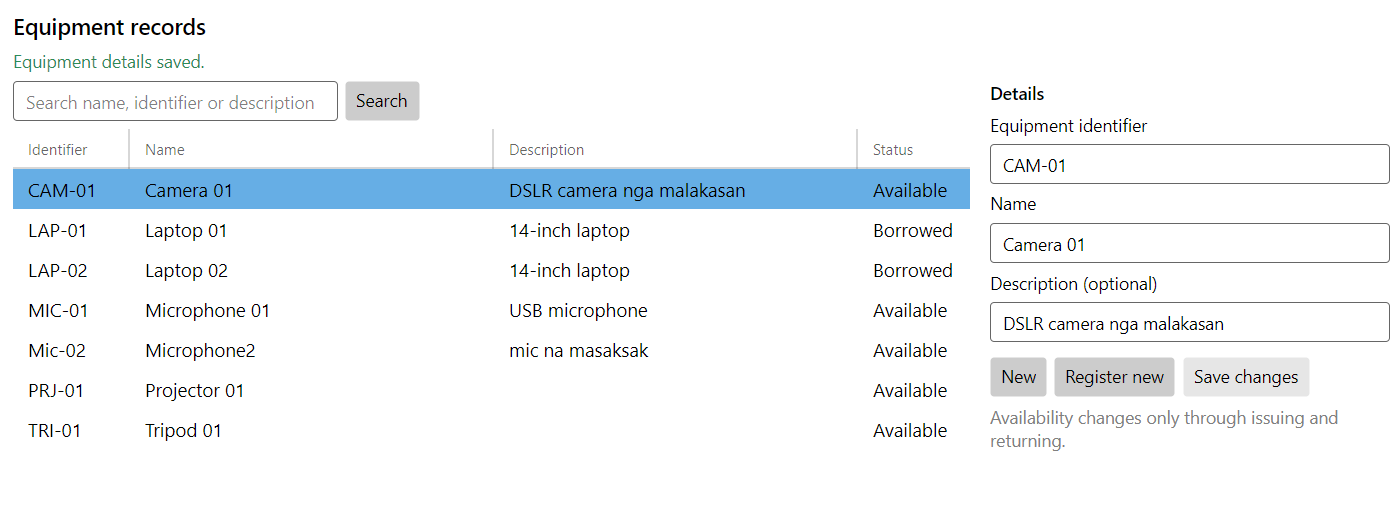 Equipment records
Equipment details saved.
Search name, identifier or description Search
Identifier Name Description Status
CAM-01 Camera 01 DSLR camera nga malakasan Available
LAP-01 Laptop 01 14-inch laptop Borrowed
LAP-02 Laptop 02 14-inch laptop Borrowed
MIC-01 Microphone 01 USB microphone Available
Mic-02 Microphone2 mic na masaksak Available
PRJ-01 Projector 01 Available
TRI-01 Tripod 01 Available
Details
Equipment identifier
CAM-01
Name
Camera 01
Description (optional)
DSLR camera nga malakasan
New Register new Save changes
Availability changes only through issuing and
returning.